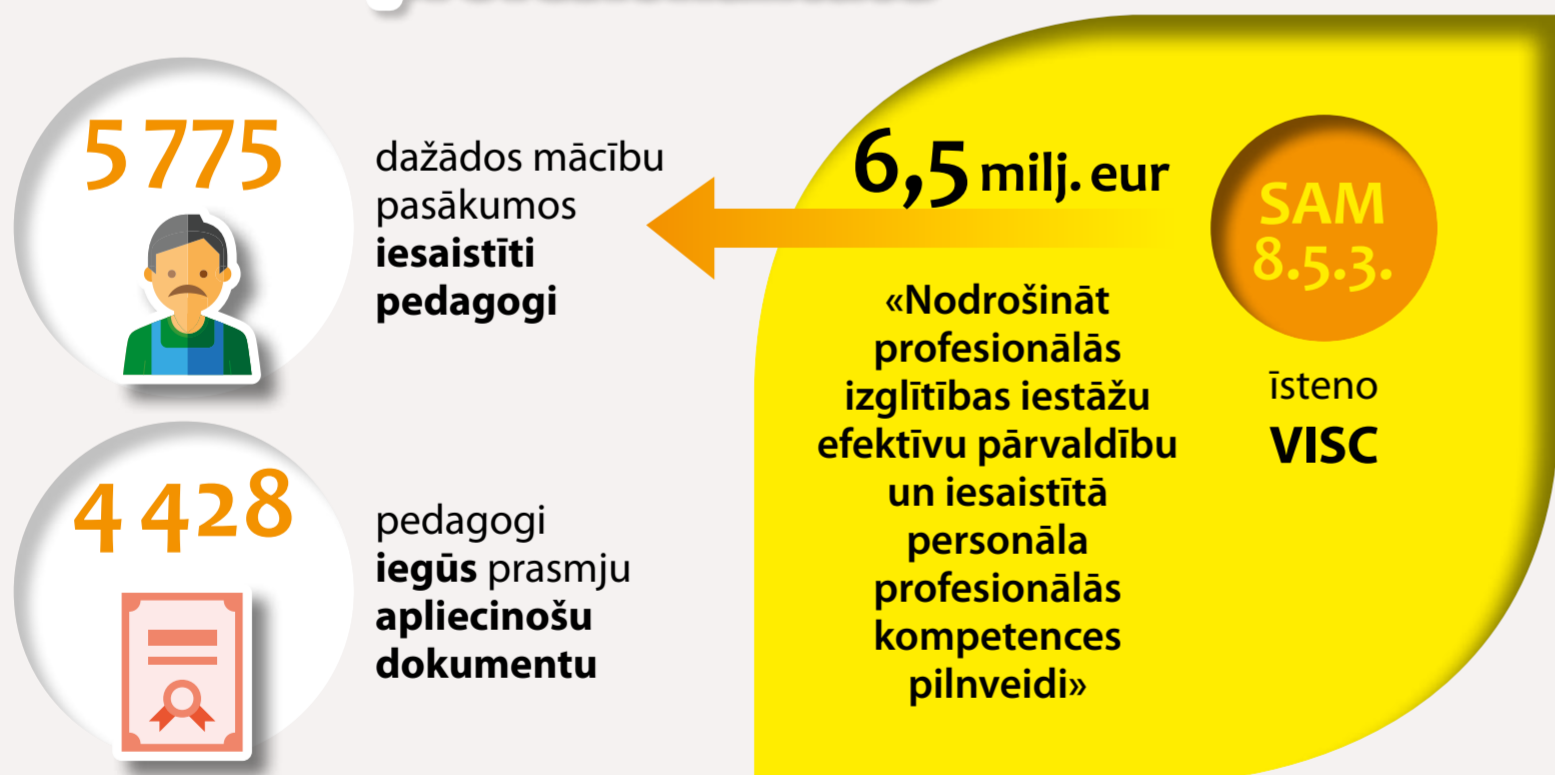 5 775
dažādos mācību
pasākumos
iesaistīti
pedagogi
4 428
pedagogi
iegūs prasmju
apliecinošu
dokumentu
6,5 milj. eur
«Nodrošināt
profesionālās
izglītības iestāžu
efektīvu pārvaldību
un iesaistītā
personāla
profesionālās
kompetences
pilnveidi»
SAM
8.5.3.
īsteno
VISC